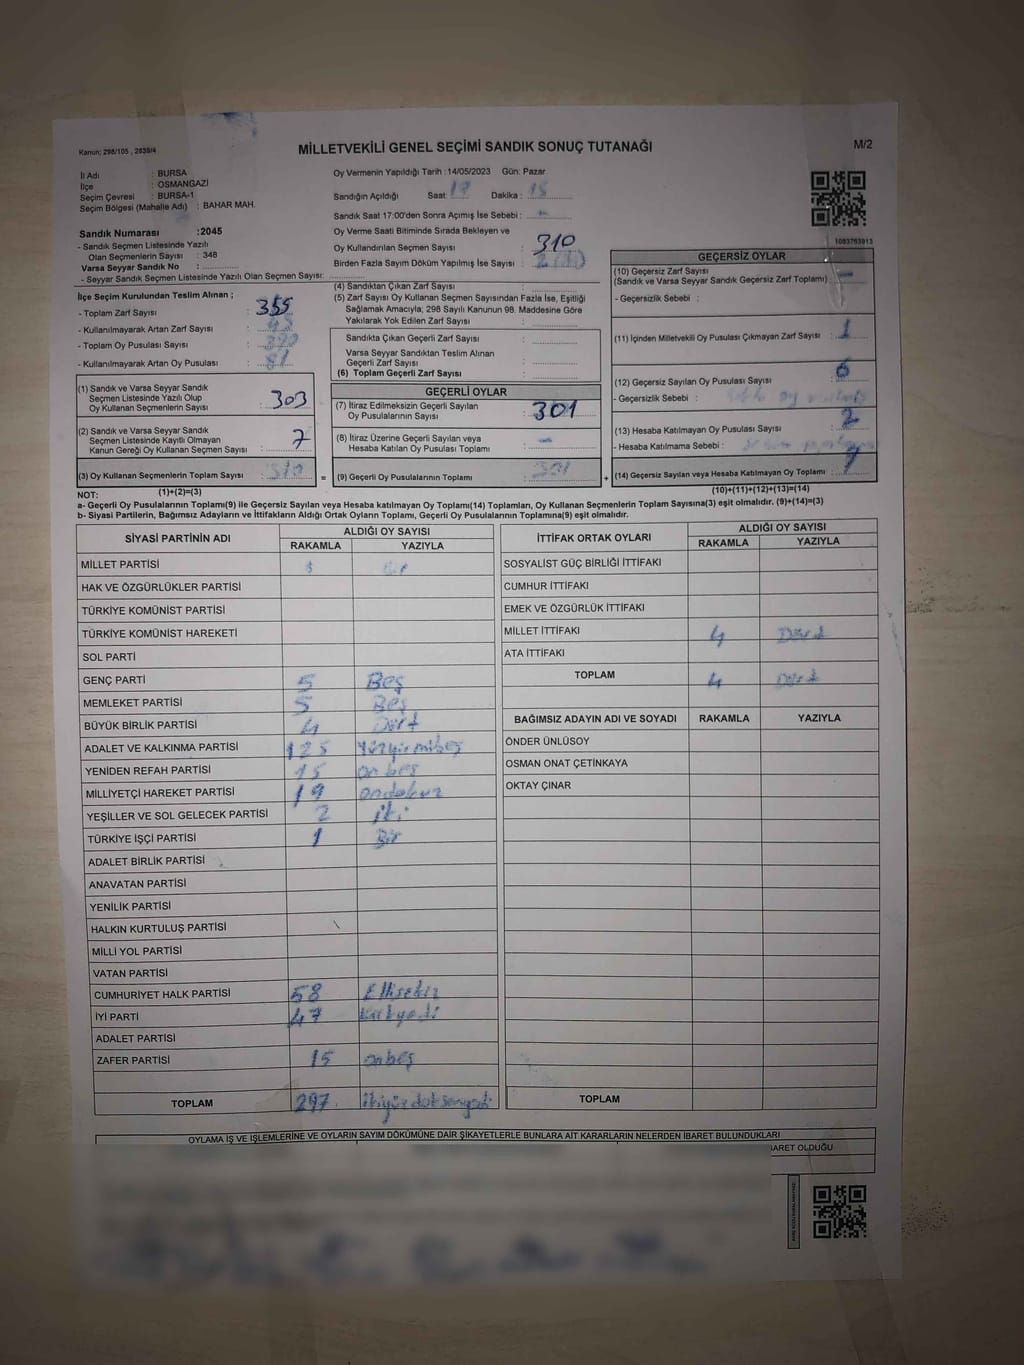 Kanun; 298/105 , 2839/4
MİLLETVEKİLİ GENEL SEÇİMİ SANDIK SONUÇ TUTANAĞI
M/2
İl Adı : BURSA
İlçe : OSMANGAZİ
Seçim Çevresi : BURSA-1
Seçim Bölgesi (Mahalle Adı) : BAHAR MAH.
Sandık Numarası :2045
- Sandık Seçmen Listesinde Yazılı
Olan Seçmenlerin Sayısı : 348
Varsa Seyyar Sandık No :
- Seyyar Sandık Seçmen Listesinde Yazılı Olan Seçmen Sayısı:
Oy Vermenin Yapıldığı Tarih : 14/05/2023 Gün: Pazar
Sandığın Açıldığı Saat: 17 Dakika : 15
Sandık Saat 17:00'den Sonra Açımış İse Sebebi : -
Oy Verme Saati Bitiminde Sırada Bekleyen ve
Oy Kullandırılan Seçmen Sayısı : 310
Birden Fazla Sayım Döküm Yapılmış İse Sayısı :
1083763913
İlçe Seçim Kurulundan Teslim Alınan ;
- Toplam Zarf Sayısı : 355
- Kullanılmayarak Artan Zarf Sayısı :
- Toplam Oy Pusulası Sayısı :
- Kullanılmayarak Artan Oy Pusulası : 81
(1) Sandık ve Varsa Seyyar Sandık
Seçmen Listesinde Yazılı Olup
Oy Kullanan Seçmenlerin Sayısı : 303
(2) Sandık ve Varsa Seyyar Sandık
Seçmen Listesinde Kayıtlı Olmayan
Kanun Gereği Oy Kullanan Seçmen Sayısı : 7
(3) Oy Kullanan Seçmenlerin Toplam Sayısı : 310
(4) Sandıktan Çıkan Zarf Sayısı :
(5) Zarf Sayısı Oy Kullanan Seçmen Sayısından Fazla İse, Eşitliği
Sağlamak Amacıyla; 298 Sayılı Kanunun 98. Maddesine Göre
Yakılarak Yok Edilen Zarf Sayısı :
Sandıkta Çıkan Geçerli Zarf Sayısı :
Varsa Seyyar Sandıktan Teslim Alınan
Geçerli Zarf Sayısı :
(6) Toplam Geçerli Zarf Sayısı :
GEÇERLİ OYLAR
(7) İtiraz Edilmeksizin Geçerli Sayılan
Oy Pusulalarının Sayısı : 301
(8) İtiraz Üzerine Geçerli Sayılan veya
Hesaba Katılan Oy Pusulası Toplamı : -
= (9) Geçerli Oy Pusulalarının Toplamı : 301
GEÇERSİZ OYLAR
(10) Geçersiz Zarf Sayısı
(Sandık ve Varsa Seyyar Sandık Geçersiz Zarf Toplamı) : -
- Geçersizlik Sebebi :
(11) İçinden Milletvekili Oy Pusulası Çıkmayan Zarf Sayısı : 1
(12) Geçersiz Sayılan Oy Pusulası Sayısı : 6
- Geçersizlik Sebebi :
(13) Hesaba Katılmayan Oy Pusulası Sayısı : 2
- Hesaba Katılmama Sebebi :
+ (14) Geçersiz Sayılan veya Hesaba Katılmayan Oy Toplamı :
NOT: (1)+(2)=(3)
(10)+(11)+(12)+(13)=(14)
a- Geçerli Oy Pusulalarının Toplamı(9) ile Geçersiz Sayılan veya Hesaba katılmayan Oy Toplamı(14) Toplamları, Oy Kullanan Seçmenlerin Toplam Sayısına(3) eşit olmalıdır. (9)+(14)=(3)
b- Siyasi Partilerin, Bağımsız Adayların ve İttifakların Aldığı Ortak Oyların Toplamı, Geçerli Oy Pusulalarının Toplamına(9) eşit olmalıdır.
SİYASİ PARTİNİN ADI ALDIĞI OY SAYISI
RAKAMLA YAZIYLA
MİLLET PARTİSİ
HAK VE ÖZGÜRLÜKLER PARTİSİ
TÜRKİYE KOMÜNİST PARTİSİ
TÜRKİYE KOMÜNİST HAREKETİ
SOL PARTİ
GENÇ PARTİ 5 Beş
MEMLEKET PARTİSİ 5 Beş
BÜYÜK BİRLİK PARTİSİ 4 Dört
ADALET VE KALKINMA PARTİSİ 125 Yüzyirmibeş
YENİDEN REFAH PARTİSİ 15 onbeş
MİLLİYETÇİ HAREKET PARTİSİ 19 ondokuz
YEŞİLLER VE SOL GELECEK PARTİSİ 2 iki
TÜRKİYE İŞÇİ PARTİSİ 1 Bir
ADALET BİRLİK PARTİSİ
ANAVATAN PARTİSİ
YENİLİK PARTİSİ
HALKIN KURTULUŞ PARTİSİ
MİLLİ YOL PARTİSİ
VATAN PARTİSİ
CUMHURİYET HALK PARTİSİ 58 Ellisekiz
İYİ PARTİ 47 Kırkyedi
ADALET PARTİSİ
ZAFER PARTİSİ 15 onbeş
TOPLAM 297 ikiyüzdoksanyedi
İTTİFAK ORTAK OYLARI ALDIĞI OY SAYISI
RAKAMLA YAZIYLA
SOSYALİST GÜÇ BİRLİĞİ İTTİFAKI
CUMHUR İTTİFAKI
EMEK VE ÖZGÜRLÜK İTTİFAKI
MİLLET İTTİFAKI 4 Dört
ATA İTTİFAKI
TOPLAM 4 Dört
BAĞIMSIZ ADAYIN ADI VE SOYADI RAKAMLA YAZIYLA
ÖNDER ÜNLÜSOY
OSMAN ONAT ÇETİNKAYA
OKTAY ÇINAR
TOPLAM
OYLAMA İŞ VE İŞLEMLERİNE VE OYLARIN SAYIM DÖKÜMÜNE DAİR ŞİKAYETLERLE BUNLARA AİT KARARLARIN NELERDEN İBARET BULUNDUKLARI
OLDUĞU